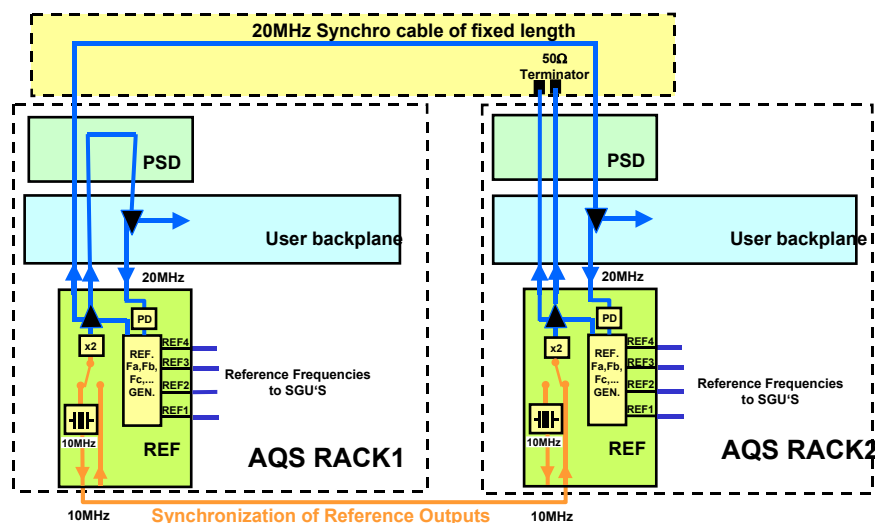 20MHz Synchro cable of fixed length
50Ω
Terminator
PSD
User backplane
20MHz
PD
x2
REF.
Fa,Fb,
Fc,...
GEN.
REF4
REF3
REF2
REF1
Reference Frequencies
to SGU‘S
10MHz
REF
AQS RACK1
10MHz
PSD
User backplane
20MHz
PD
x2
REF.
Fa,Fb,
Fc,...
GEN.
REF4
REF3
REF2
REF1
Reference Frequencies
to SGU‘S
10MHz
REF
AQS RACK2
10MHz
Synchronization of Reference Outputs